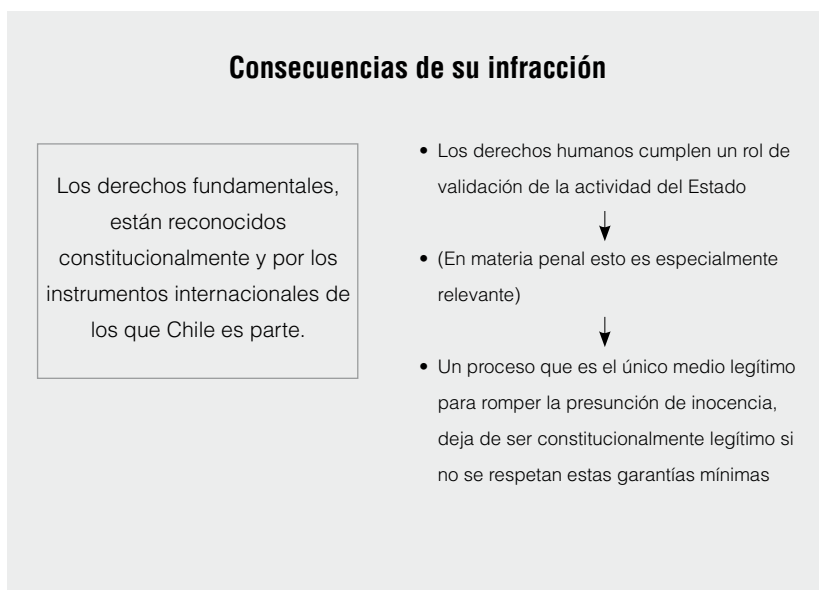 Consecuencias de su infracción
Los derechos fundamentales,
están reconocidos
constitucionalmente y por los
instrumentos internacionales de
los que Chile es parte.
• Los derechos humanos cumplen un rol de
validación de la actividad del Estado
• (En materia penal esto es especialmente
relevante)
• Un proceso que es el único medio legítimo
para romper la presunción de inocencia,
deja de ser constitucionalmente legítimo si
no se respetan estas garantías mínimas